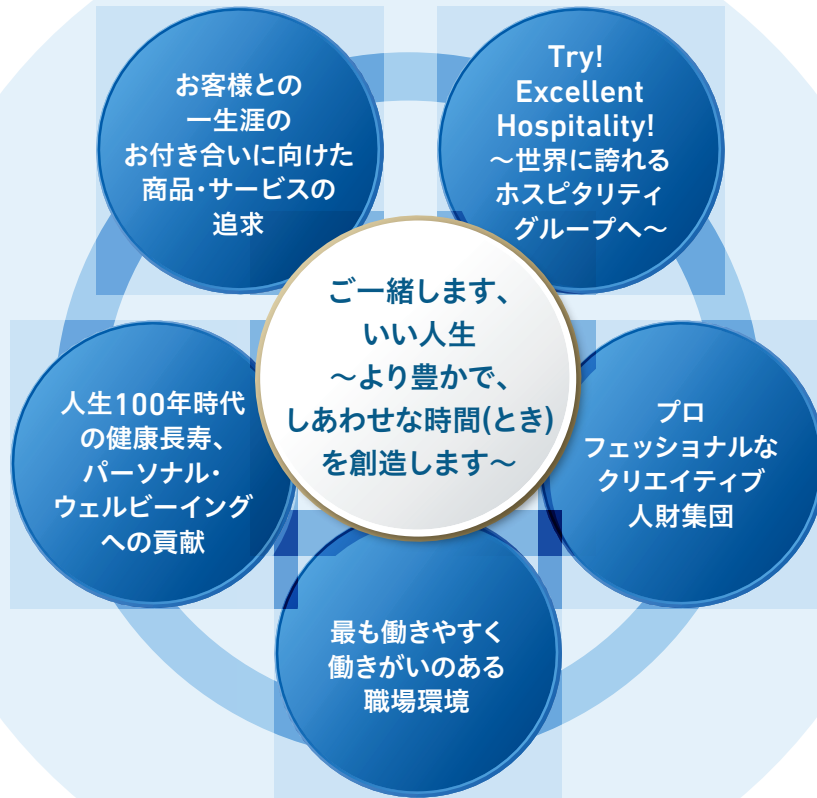 お客様との
一生涯の
お付き合いに向けた
商品・サービスの
追求
Try!
Excellent
Hospitality!
～世界に誇れる
ホスピタリティ
グループへ～
ご一緒します、
いい人生
～より豊かで、
しあわせな時間(とき)
を創造します～
人生100年時代
の健康長寿、
パーソナル・
ウェルビーイング
への貢献
プロ
フェッショナルな
クリエイティブ
人財集団
最も働きやすく
働きがいのある
職場環境